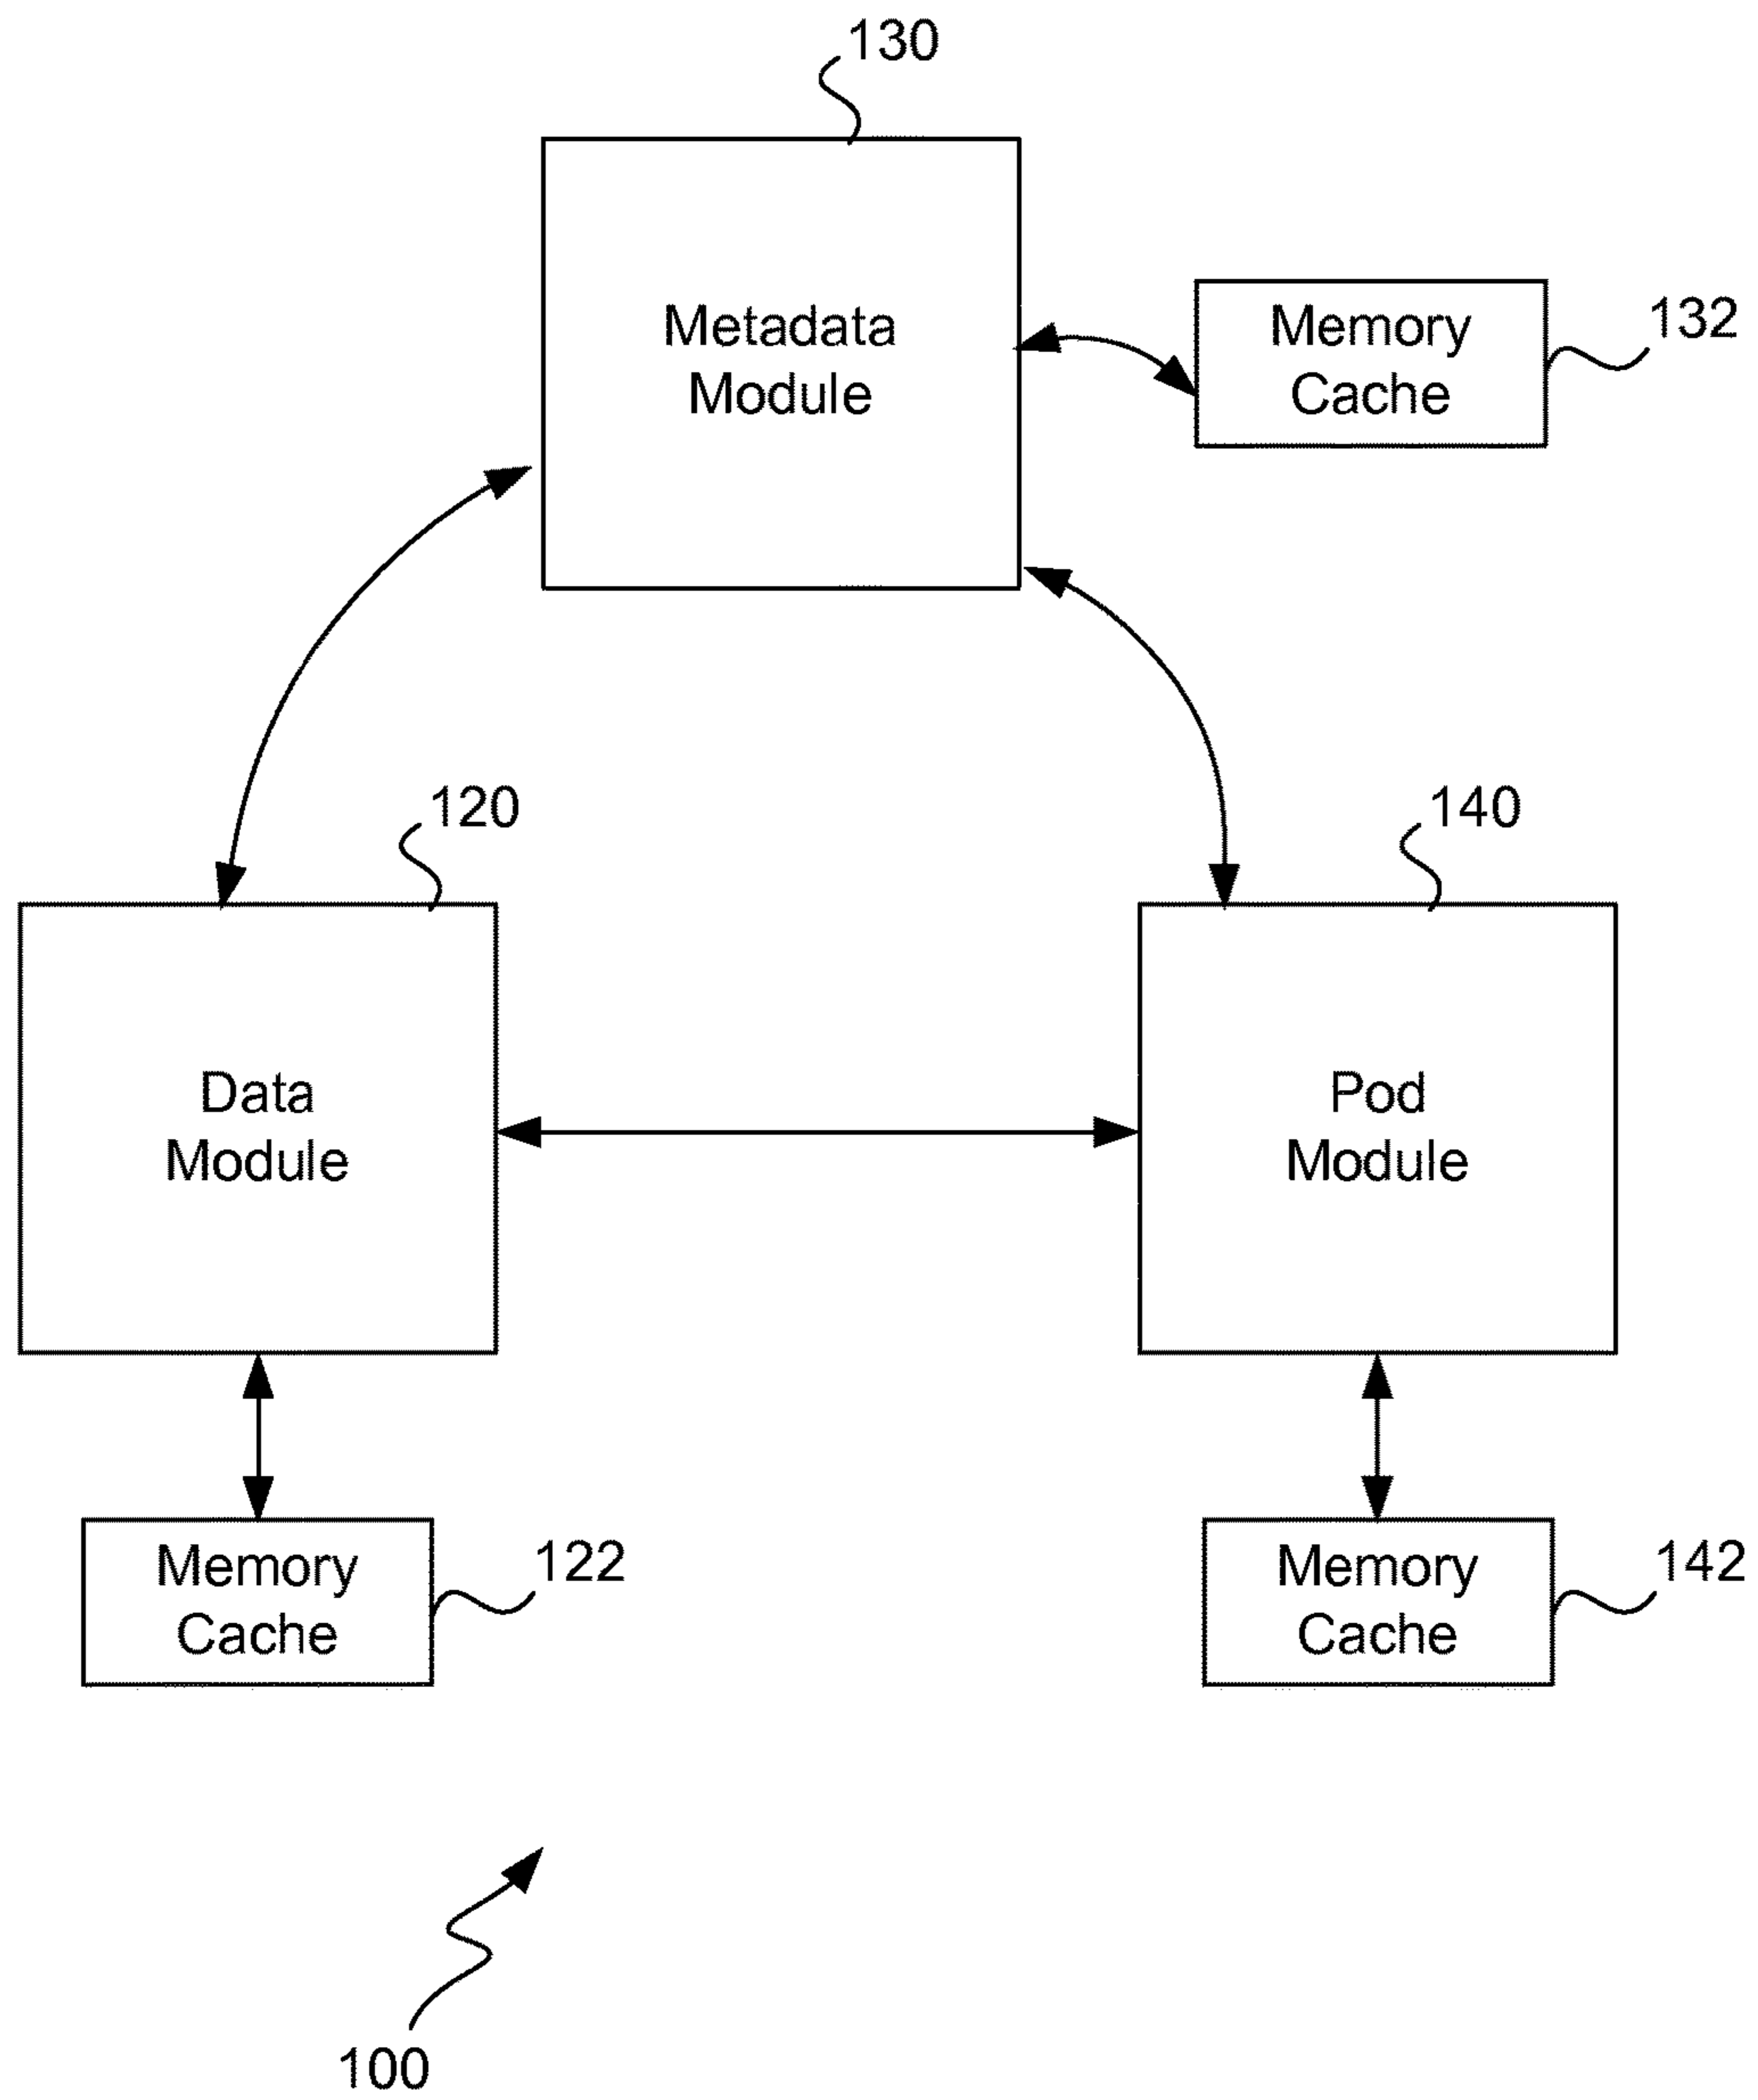 130
Metadata
Module
Memory
Cache
132
120
140
Data
Module
Pod
Module
Memory
Cache
122
Memory
Cache
142
100